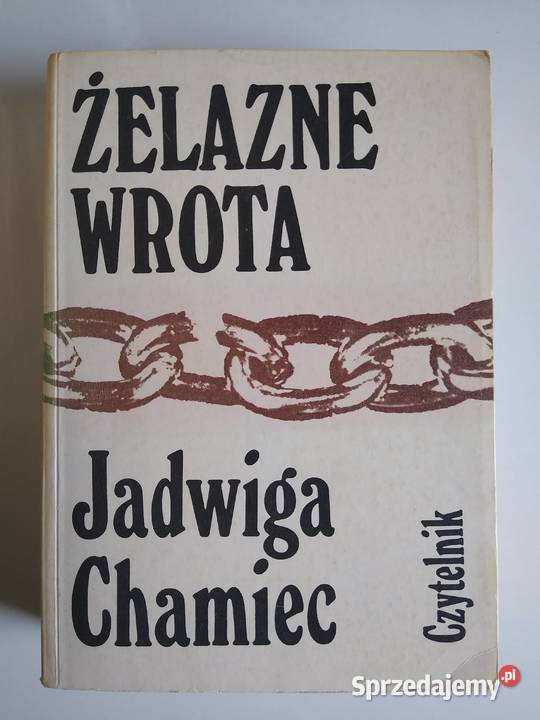 ŻELAZNE
WROTA
Jadwiga
Chamiec
Czytelnik
Sprzedajemy.pl